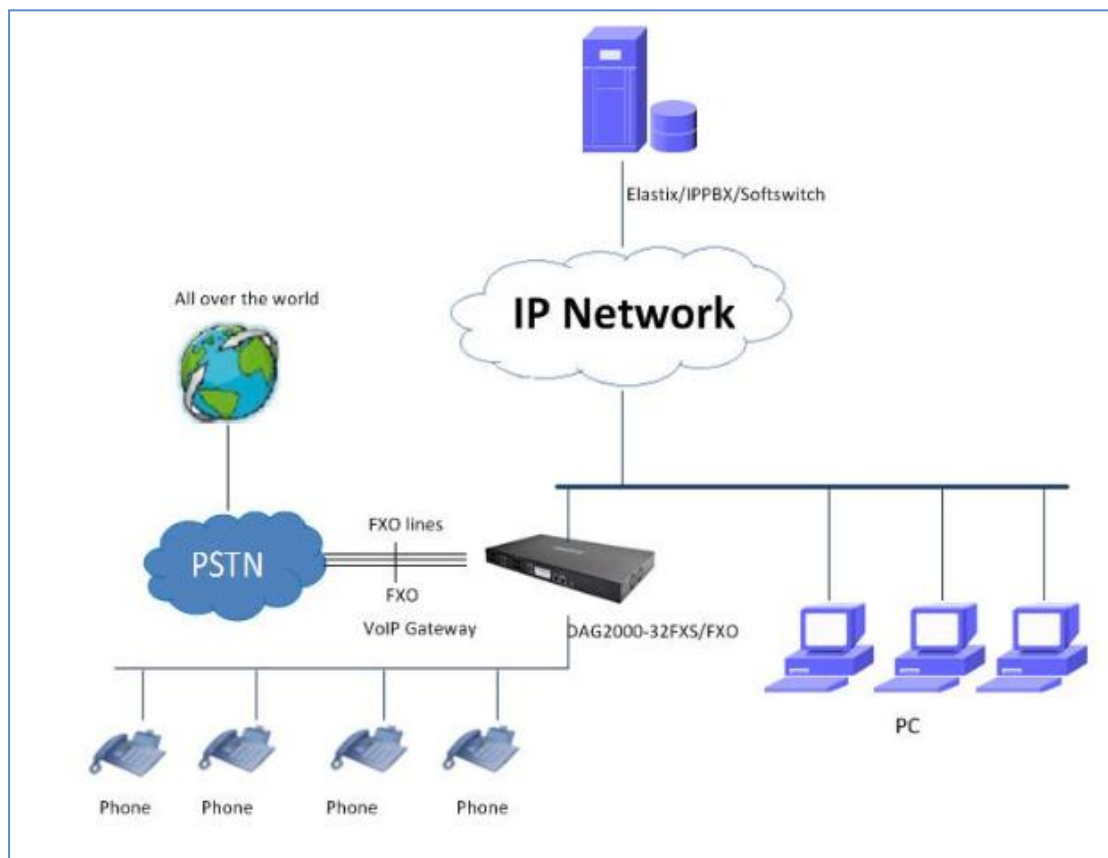 Elastix/IPPBX/Softswitch
IP Network
All over the world
FXO lines
PSTN
FXO
VoIP Gateway
DAG2000-32FXS/FXO
PC
Phone
Phone
Phone
Phone